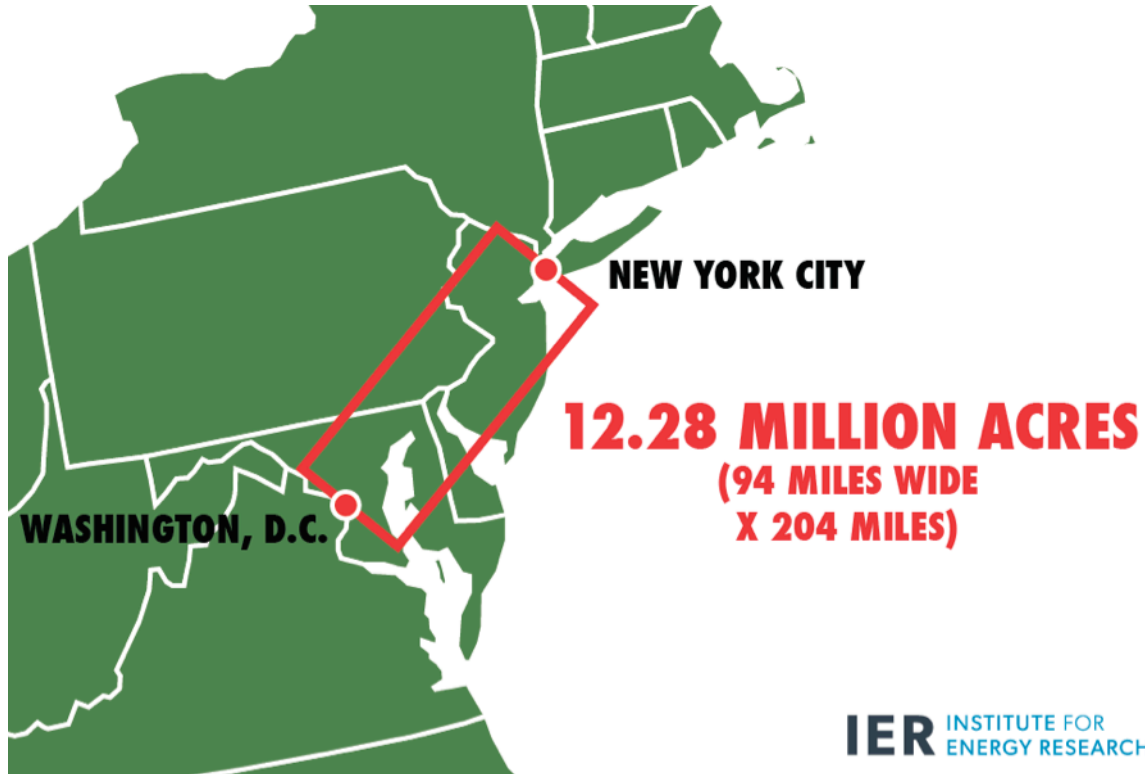 NEW YORK CITY
12.28 MILLION ACRES
(94 MILES WIDE
X 204 MILES)
WASHINGTON, D.C.
IER INSTITUTE FOR
ENERGY RESEARCH